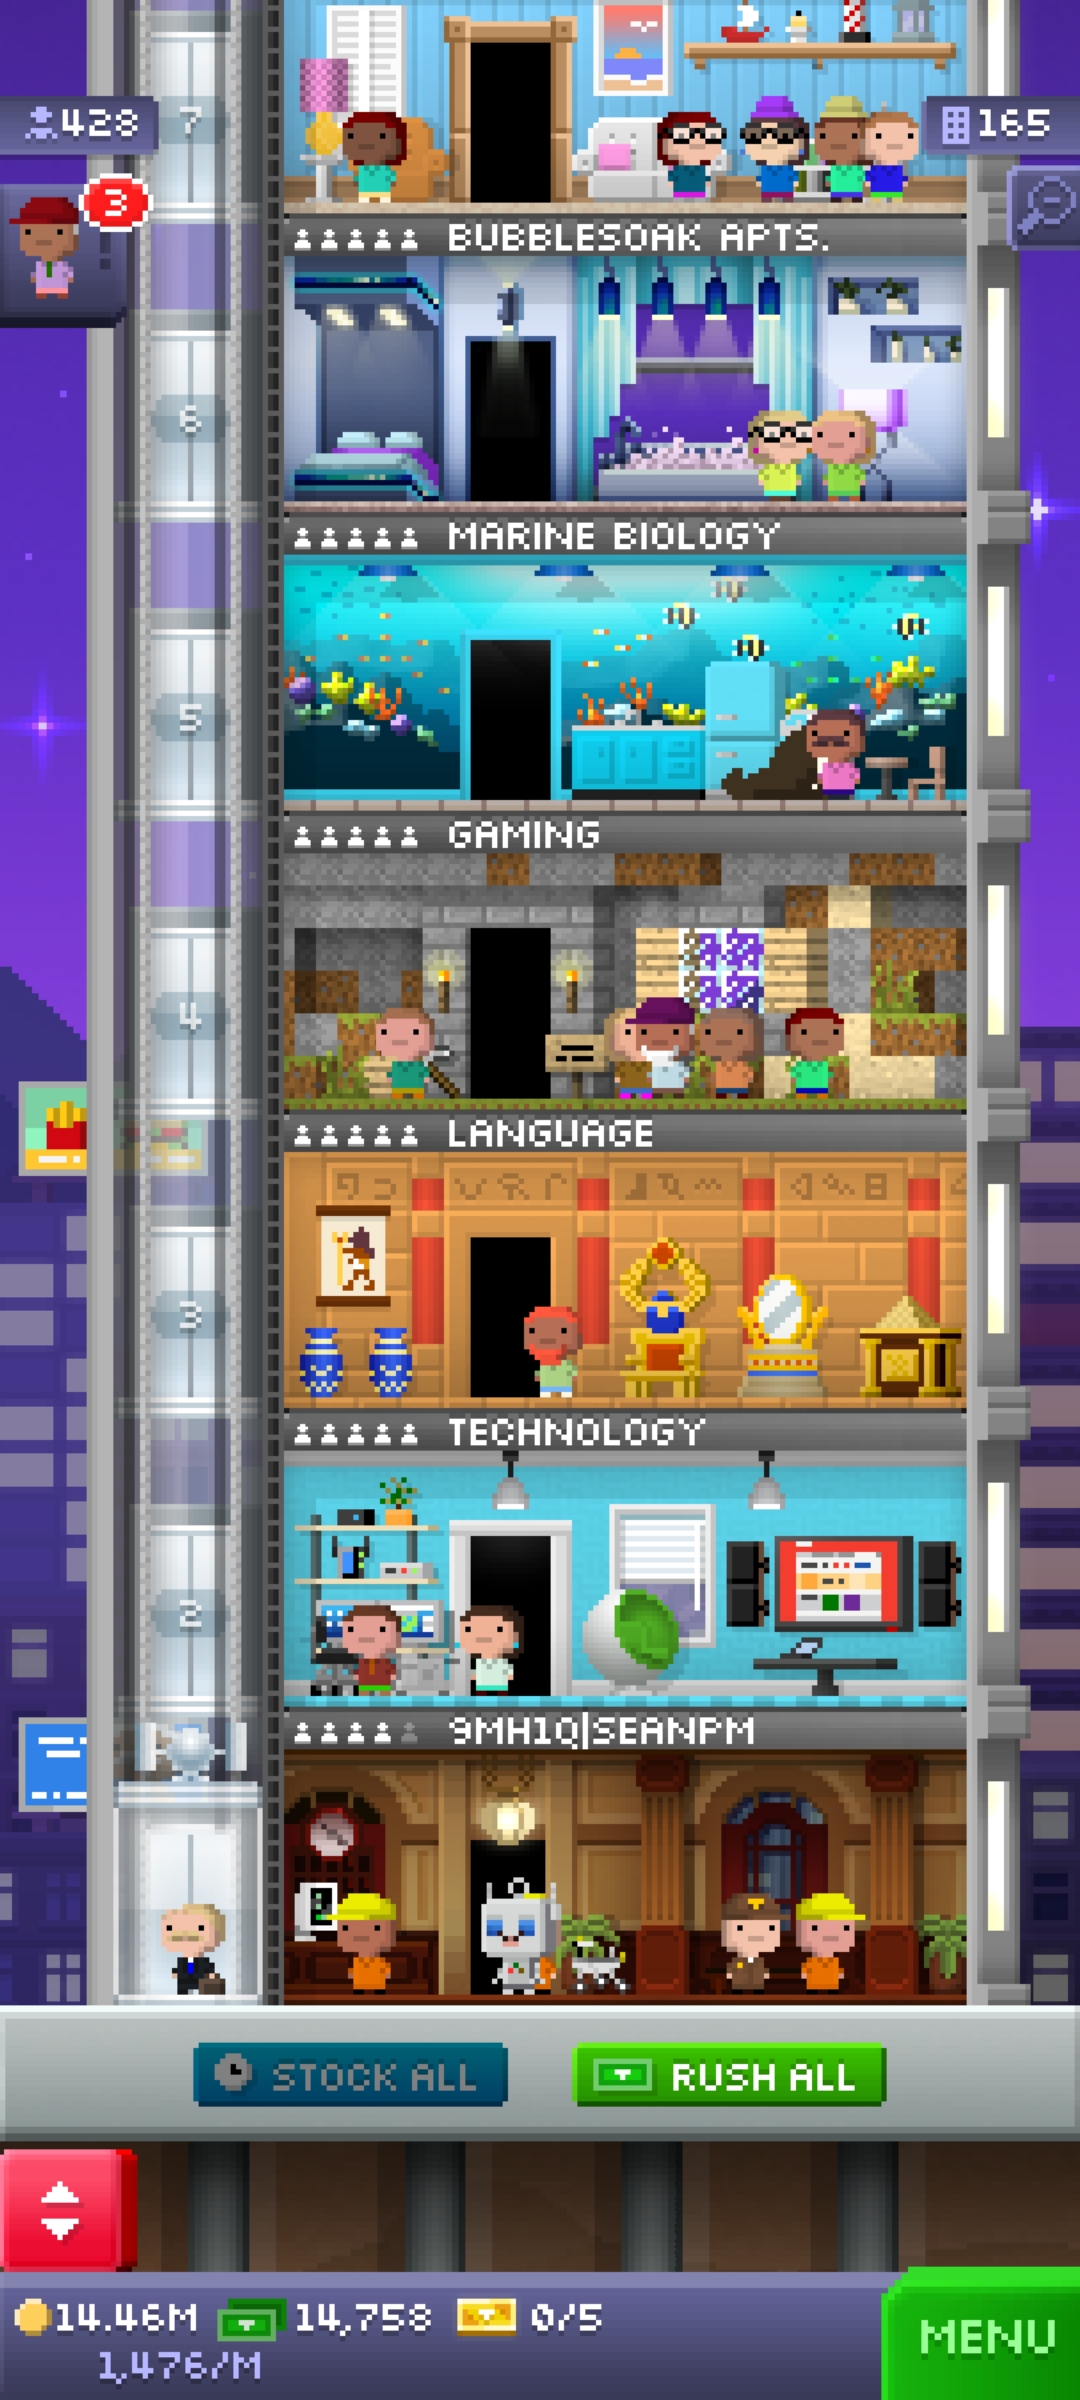 7
428
165
3
BUBBLESOAK APTS.
6
MARINE BIOLOGY
5
GAMING
4
LANGUAGE
3
TECHNOLOGY
2
9MH1Q|SEANPM
STOCK ALL
RUSH ALL
14.46M
14,758
0/5
1,476/M
MENU